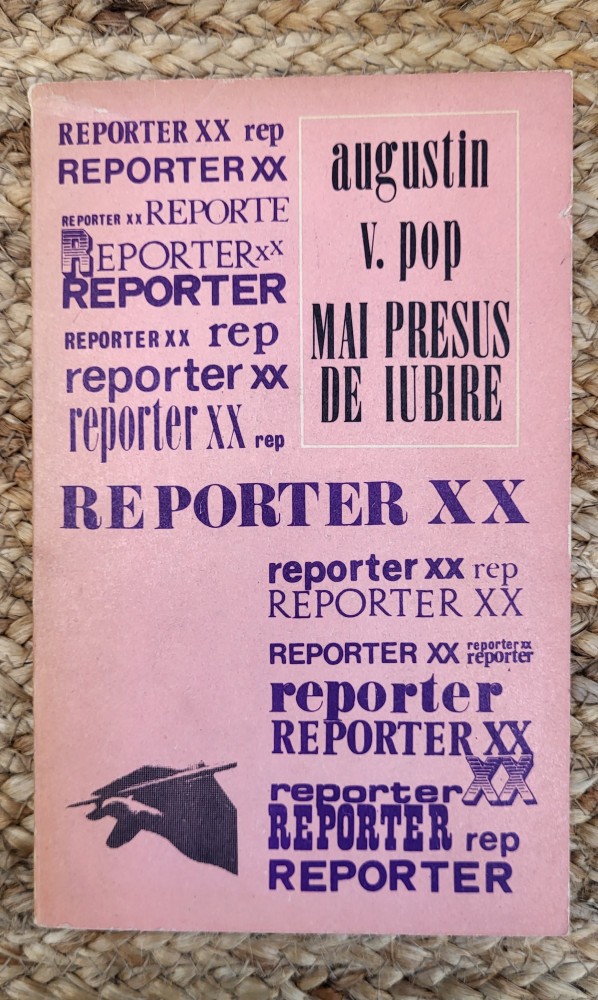 REPORTER XX rep
REPORTER XX
REPORTER XX REPORTE
REPORTER XX
REPORTER
REPORTER XX rep
reporter xx
reporter XX rep
augustin
v. pop
MAI PRESUS
DE IUBIRE
REPORTER XX
reporter xx rep
REPORTER XX
REPORTER XX reporter xx
reporter
reporter
REPORTER XX
reporter XX
REPORTER rep
REPORTER